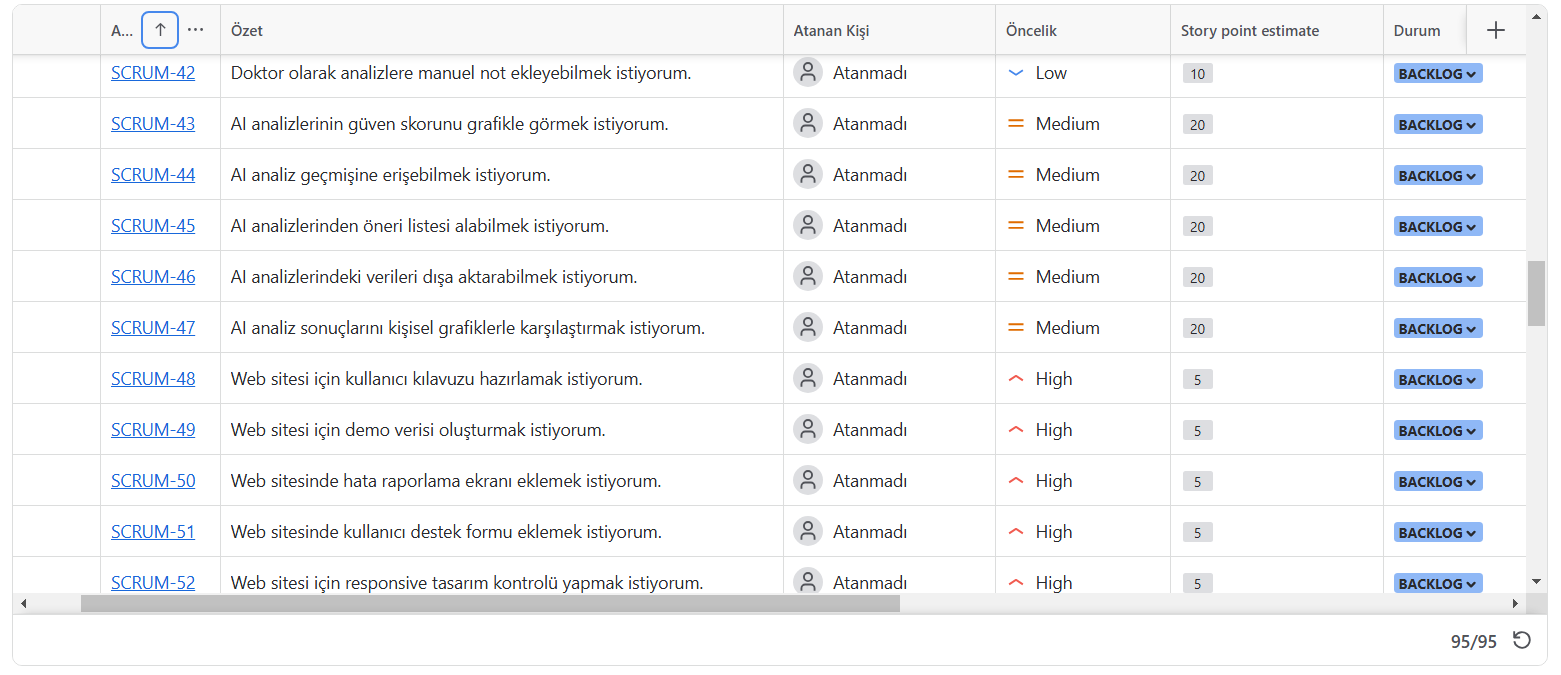 A... Özet Atanan Kişi Öncelik Story point estimate Durum
SCRUM-42 Doktor olarak analizlere manuel not ekleyebilmek istiyorum. Atanmadı Low 10 BACKLOG
SCRUM-43 AI analizlerinin güven skorunu grafikle görmek istiyorum. Atanmadı Medium 20 BACKLOG
SCRUM-44 AI analiz geçmişine erişebilmek istiyorum. Atanmadı Medium 20 BACKLOG
SCRUM-45 AI analizlerinden öneri listesi alabilmek istiyorum. Atanmadı Medium 20 BACKLOG
SCRUM-46 AI analizlerindeki verileri dışa aktarabilmek istiyorum. Atanmadı Medium 20 BACKLOG
SCRUM-47 AI analiz sonuçlarını kişisel grafiklerle karşılaştırmak istiyorum. Atanmadı Medium 20 BACKLOG
SCRUM-48 Web sitesi için kullanıcı kılavuzu hazırlamak istiyorum. Atanmadı High 5 BACKLOG
SCRUM-49 Web sitesi için demo verisi oluşturmak istiyorum. Atanmadı High 5 BACKLOG
SCRUM-50 Web sitesinde hata raporlama ekranı eklemek istiyorum. Atanmadı High 5 BACKLOG
SCRUM-51 Web sitesinde kullanıcı destek formu eklemek istiyorum. Atanmadı High 5 BACKLOG
SCRUM-52 Web sitesi için responsive tasarım kontrolü yapmak istiyorum. Atanmadı High 5 BACKLOG
95/95